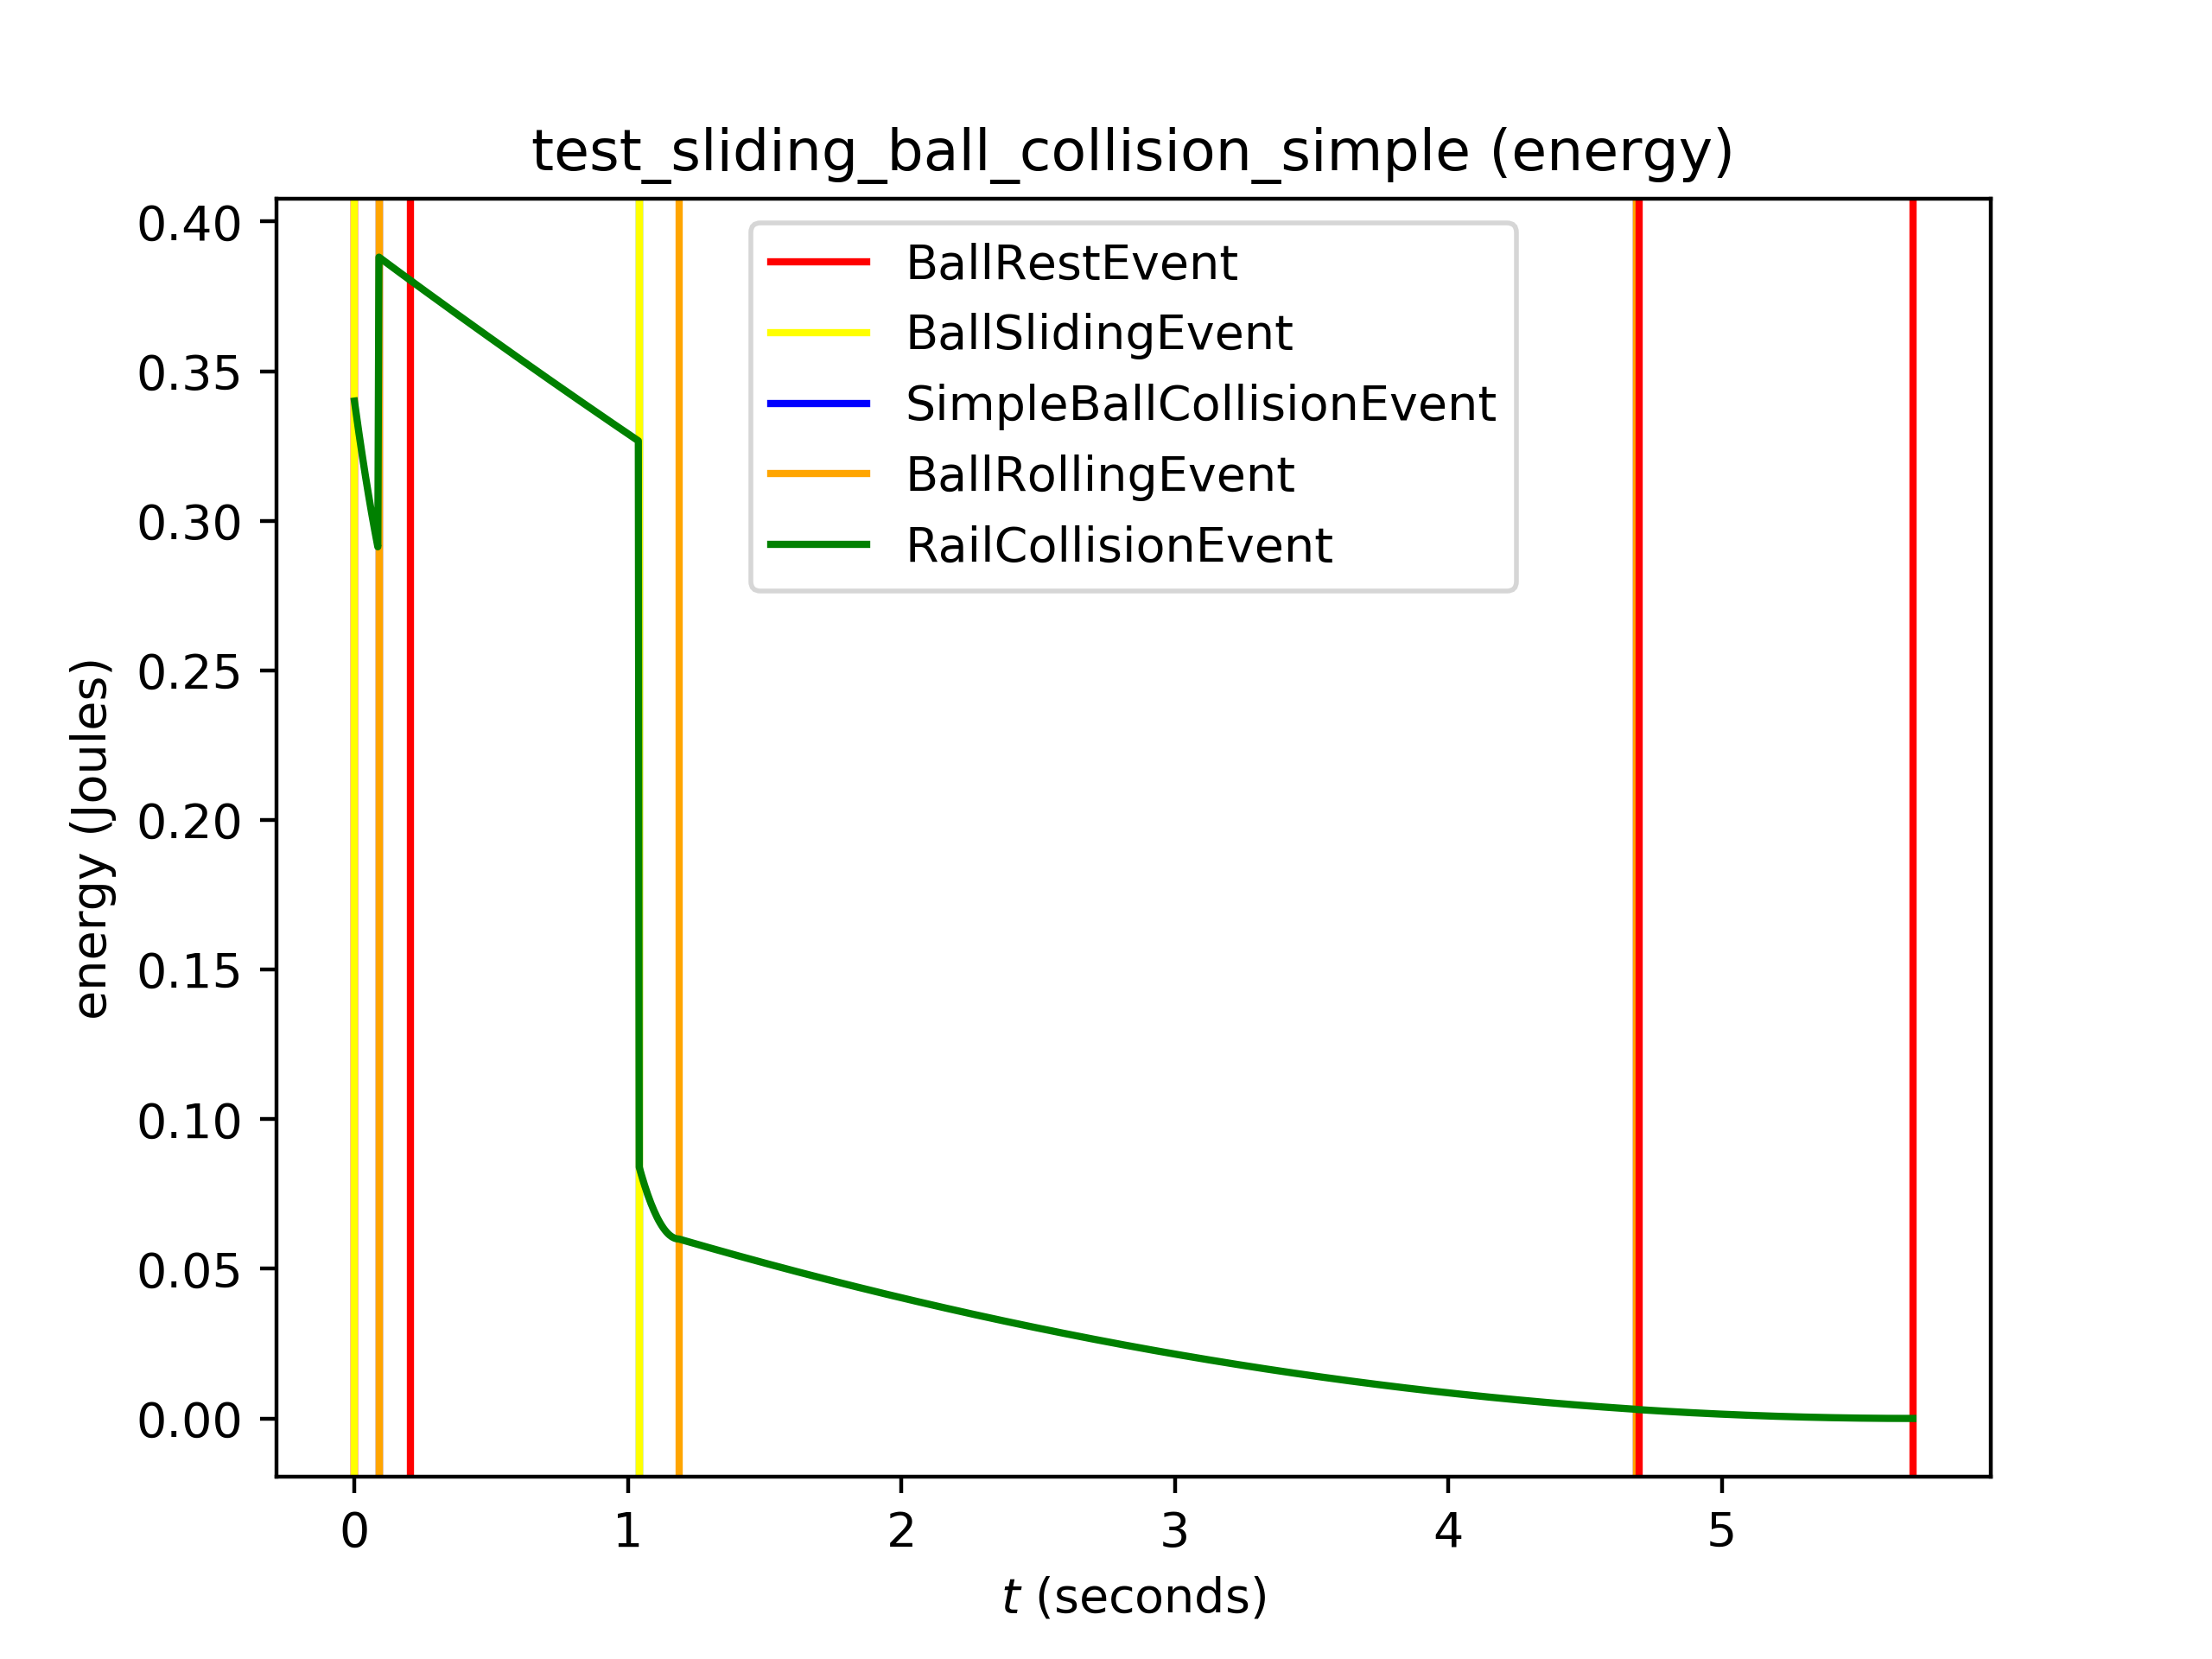 test_sliding_ball_collision_simple (energy)
0.40
0.35
0.30
0.25
0.20
0.15
0.10
0.05
0.00
energy (Joules)
BallRestEvent
BallSlidingEvent
SimpleBallCollisionEvent
BallRollingEvent
RailCollisionEvent
0 1 2 3 4 5
t (seconds)